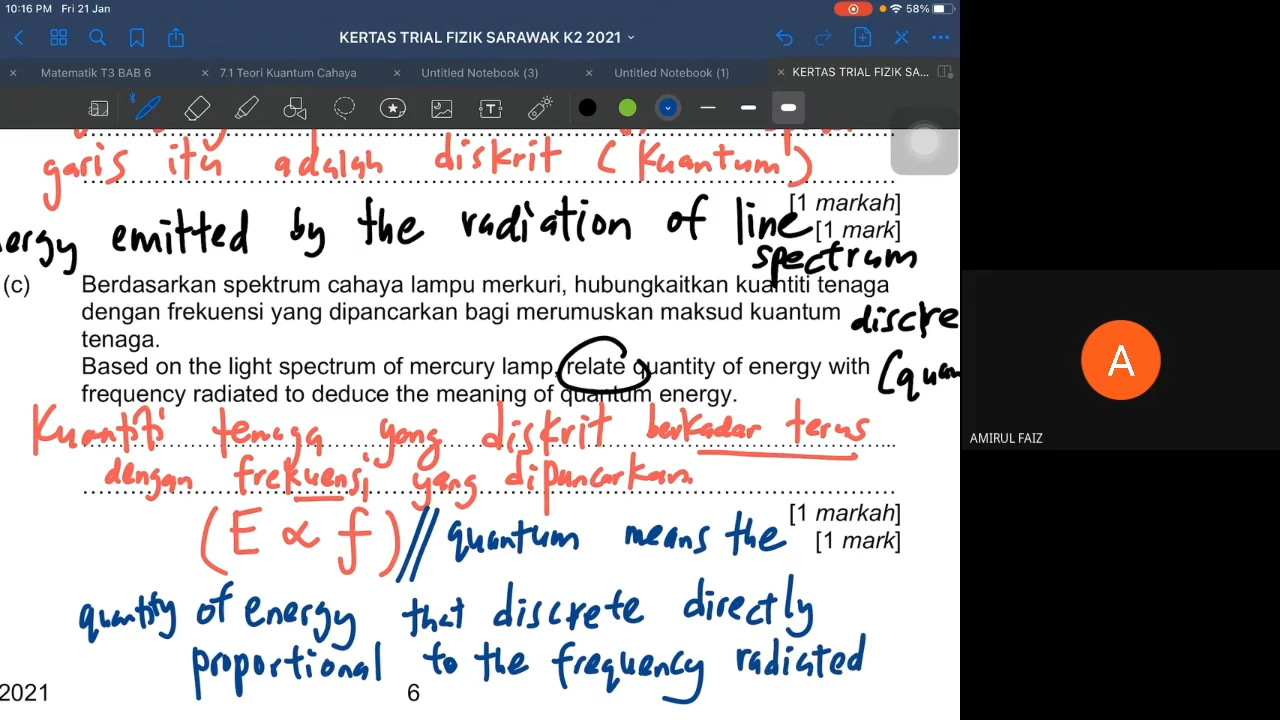 10:16 PM Fri 21 Jan
58%
KERTAS TRIAL FIZIK SARAWAK K2 2021
Matematik T3 BAB 6
7.1 Teori Kuantum Cahaya
Untitled Notebook (3)
Untitled Notebook (1)
KERTAS TRIAL FIZIK SA...
garis itu adalah diskrit (kuantum)
[1 markah]
emitted by the radiation of line [1 mark]
spectrum
(c) Berdasarkan spektrum cahaya lampu merkuri, hubungkaitkan kuantiti tenaga
dengan frekuensi yang dipancarkan bagi merumuskan maksud kuantum
discre
tenaga.
Based on the light spectrum of mercury lamp, relate quantity of energy with
(quan
frequency radiated to deduce the meaning of quantum energy.
Kuantiti tenaga yang diskrit berkadar terus
dengan frekuensi yang dipancarkan
[1 markah]
(E ∝ f) // quantum means the [1 mark]
quantity of energy that discrete directly
proportional to the frequency radiated
2021 6
A
AMIRUL FAIZ